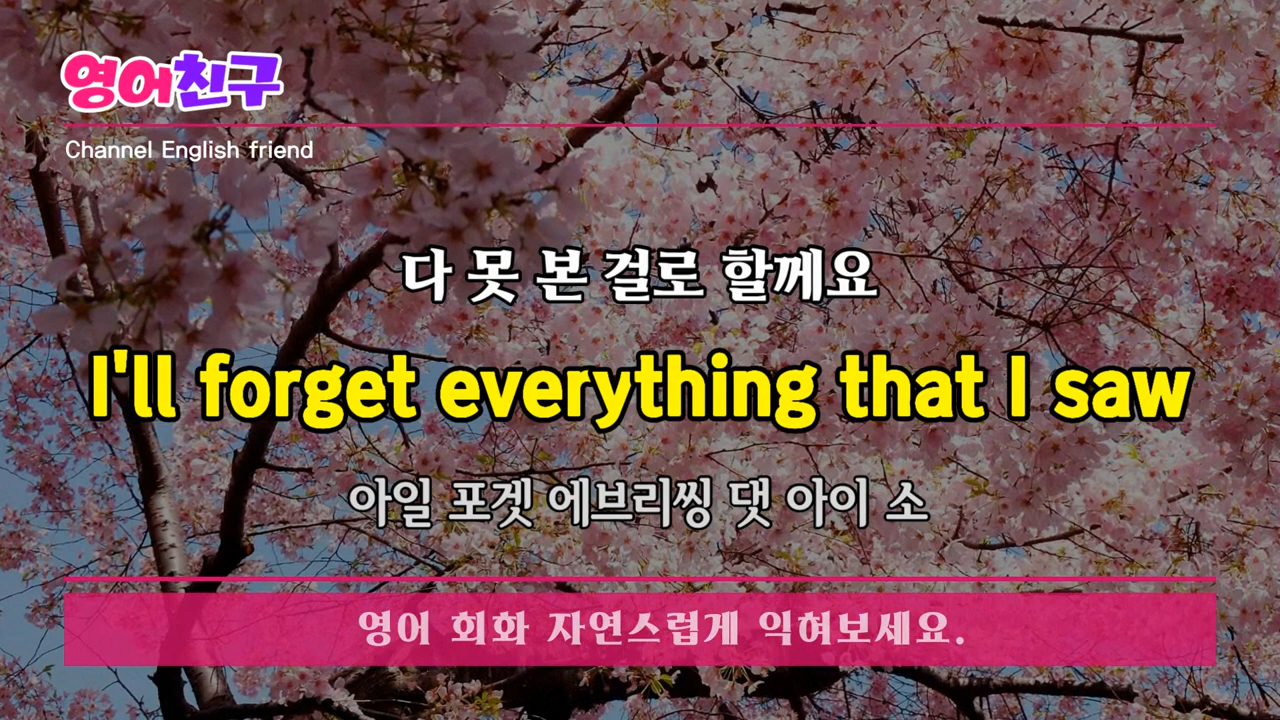 영어친구
Channel English friend
다 못 본 걸로 할께요
I'll forget everything that I saw
아일 포겟 에브리씽 댓 아이 소
영어 회화 자연스럽게 익혀보세요.